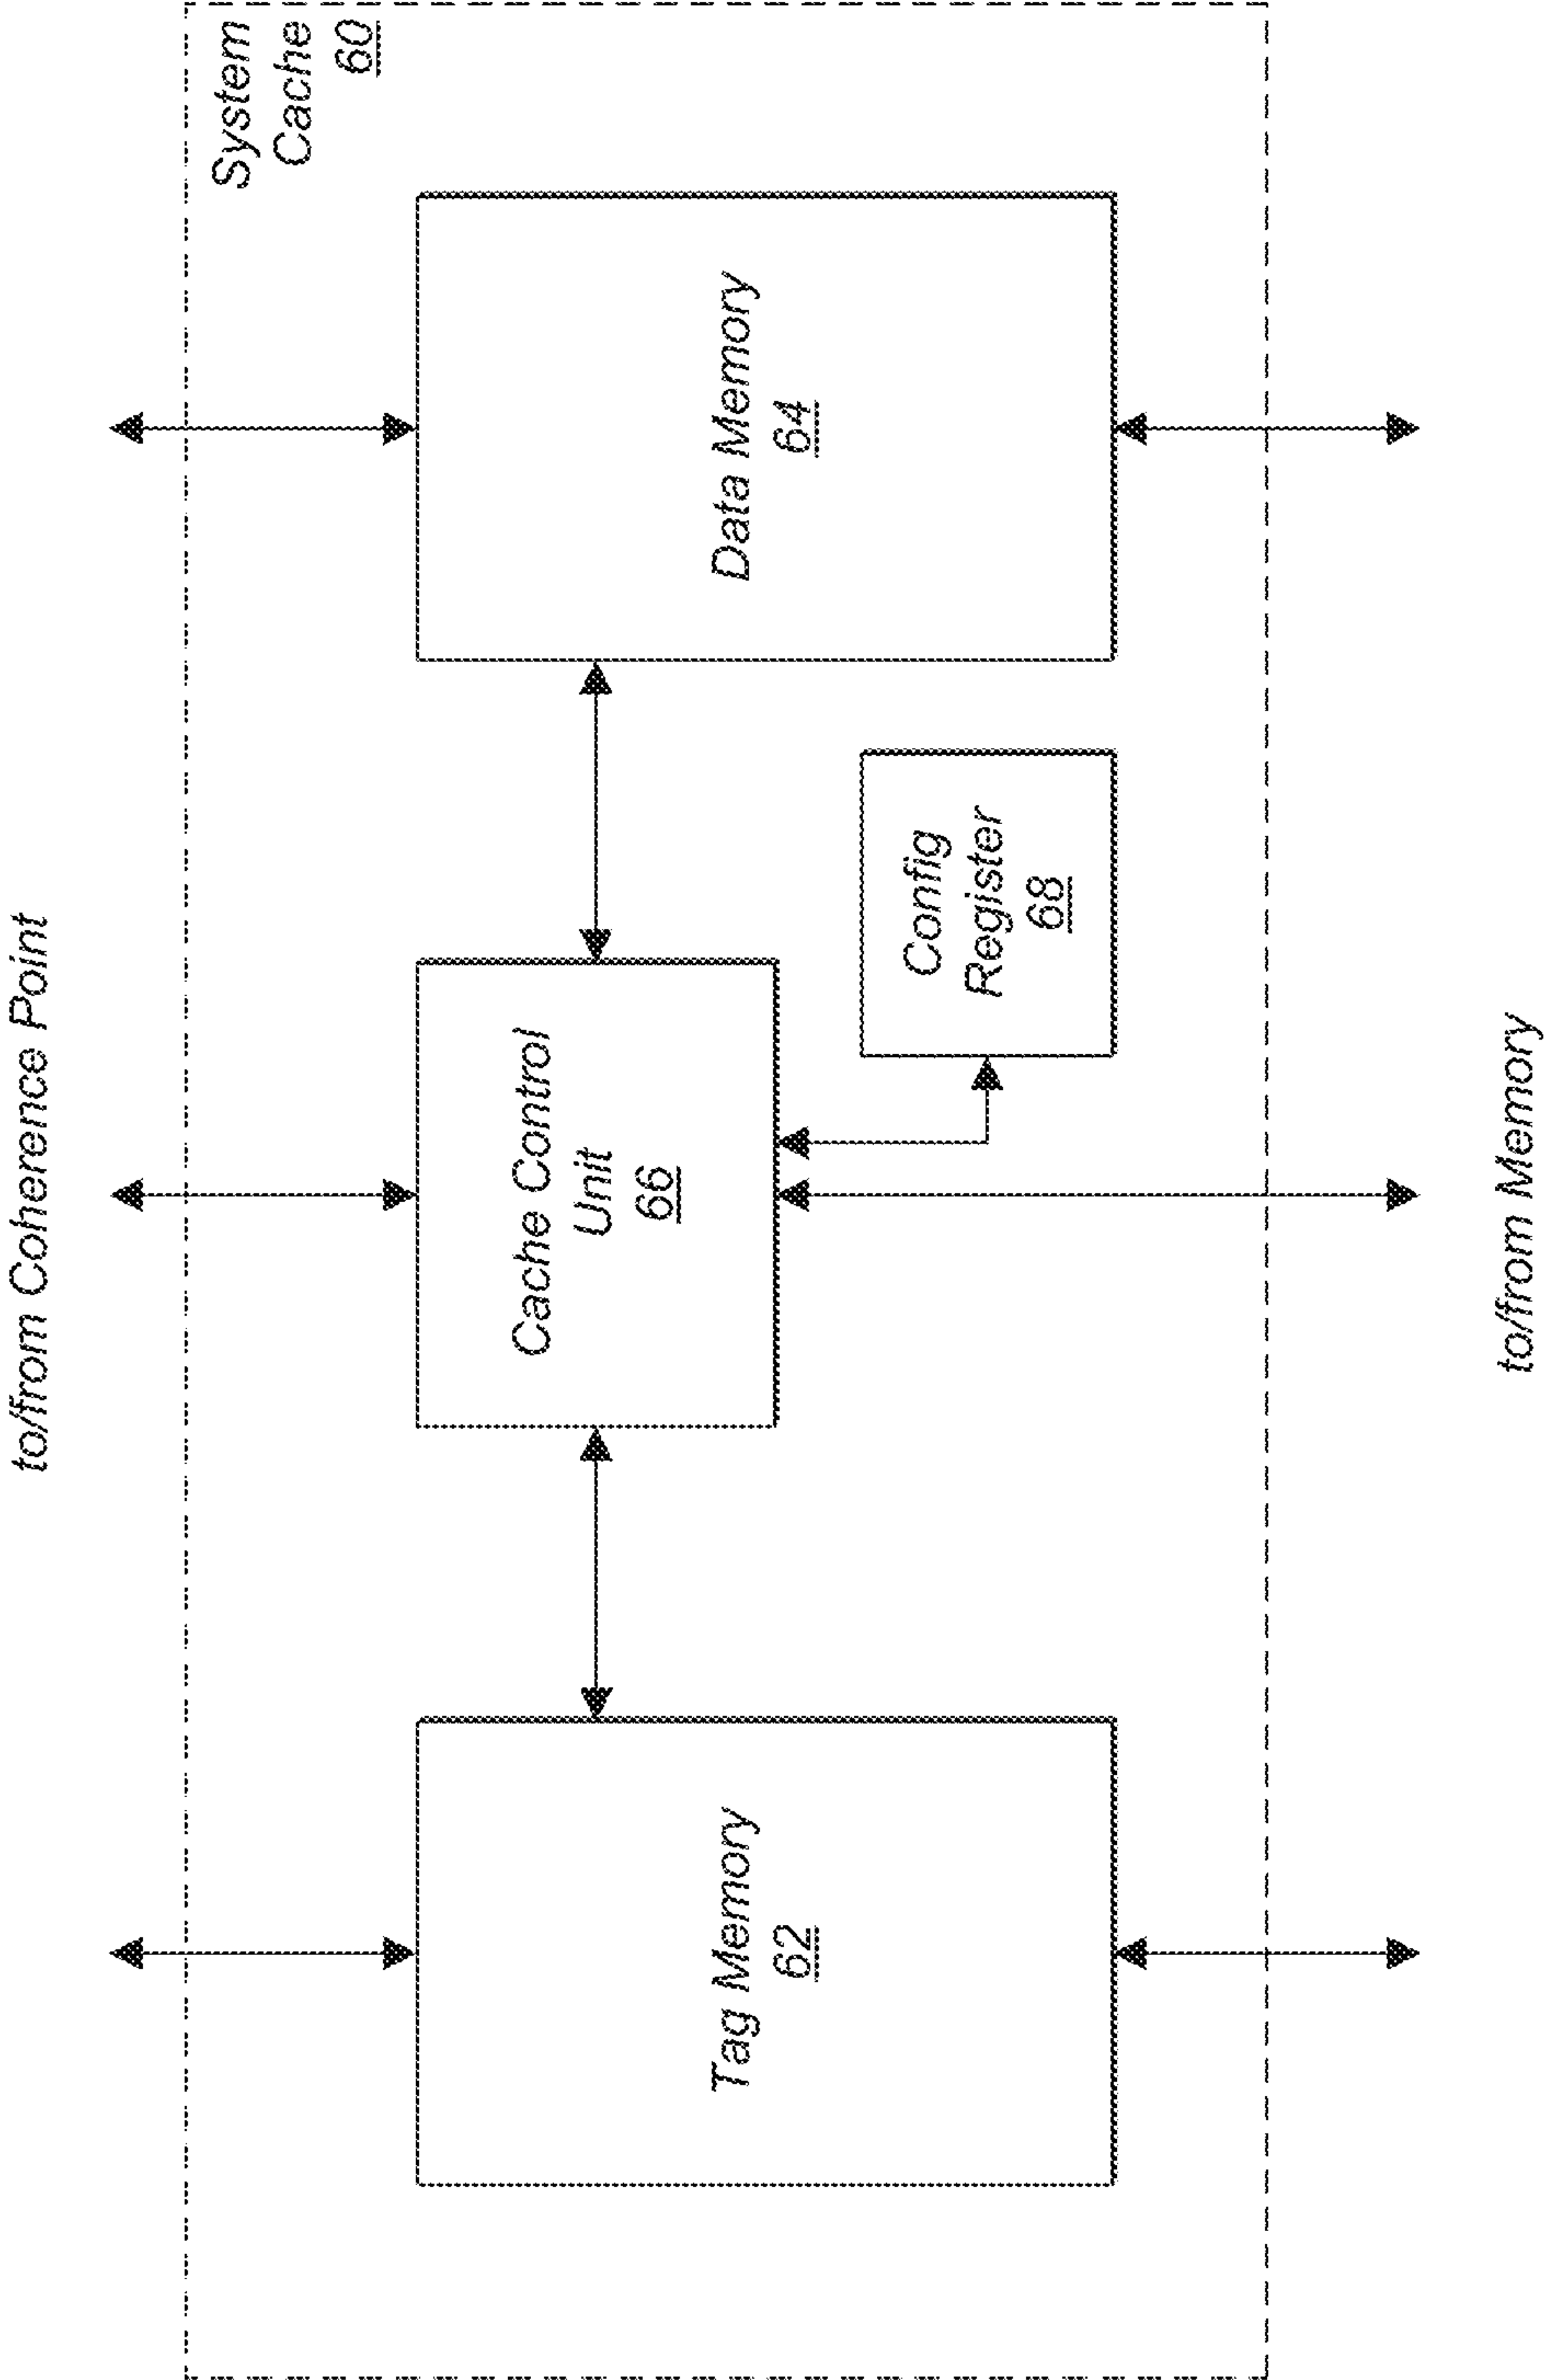 to/from Coherence Point
System
Cache
60
Tag Memory
62
Cache Control
Unit
66
Data Memory
64
Config
Register
68
to/from Memory